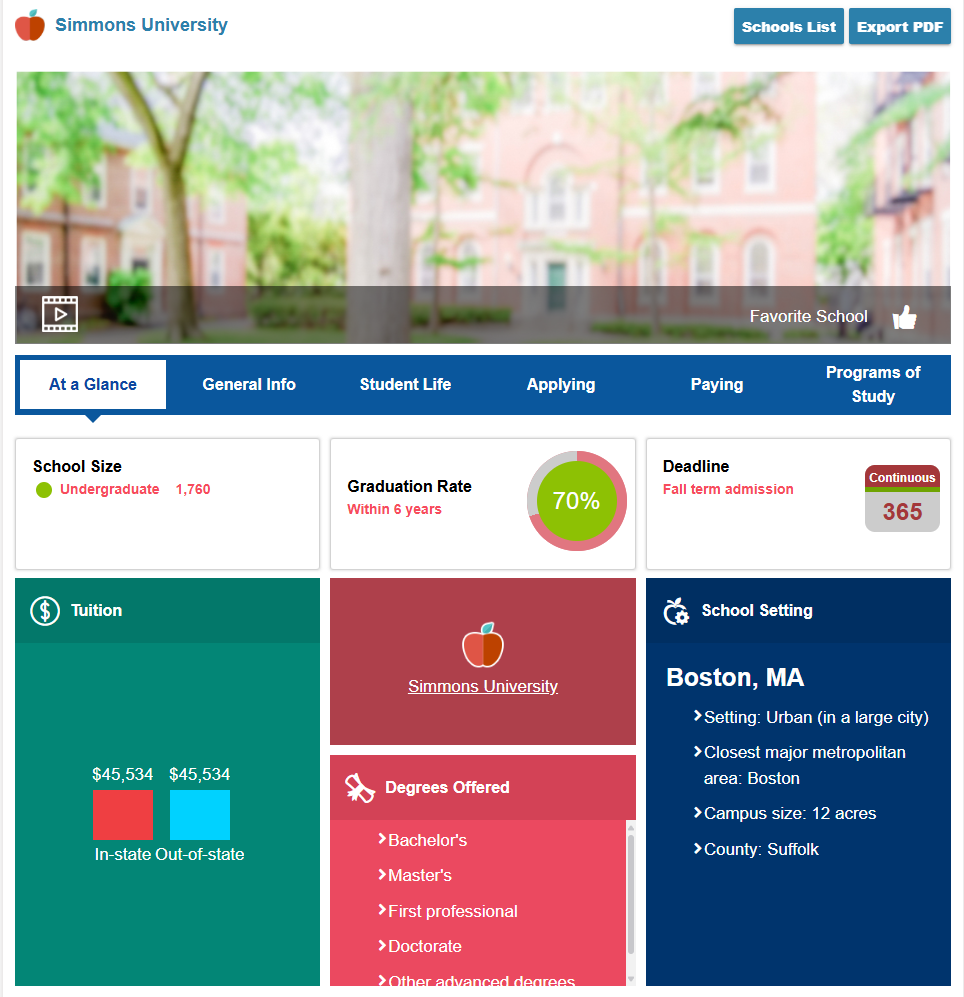 Simmons University
Schools List
Export PDF
Favorite School
At a Glance
General Info
Student Life
Applying
Paying
Programs of
Study
School Size
Undergraduate 1,760
Graduation Rate
Within 6 years
70%
Deadline
Fall term admission
Continuous
365
Tuition
$45,534 $45,534
In-state Out-of-state
Simmons University
Degrees Offered
Bachelor's
Master's
First professional
Doctorate
Other advanced degrees
School Setting
Boston, MA
Setting: Urban (in a large city)
Closest major metropolitan
area: Boston
Campus size: 12 acres
County: Suffolk